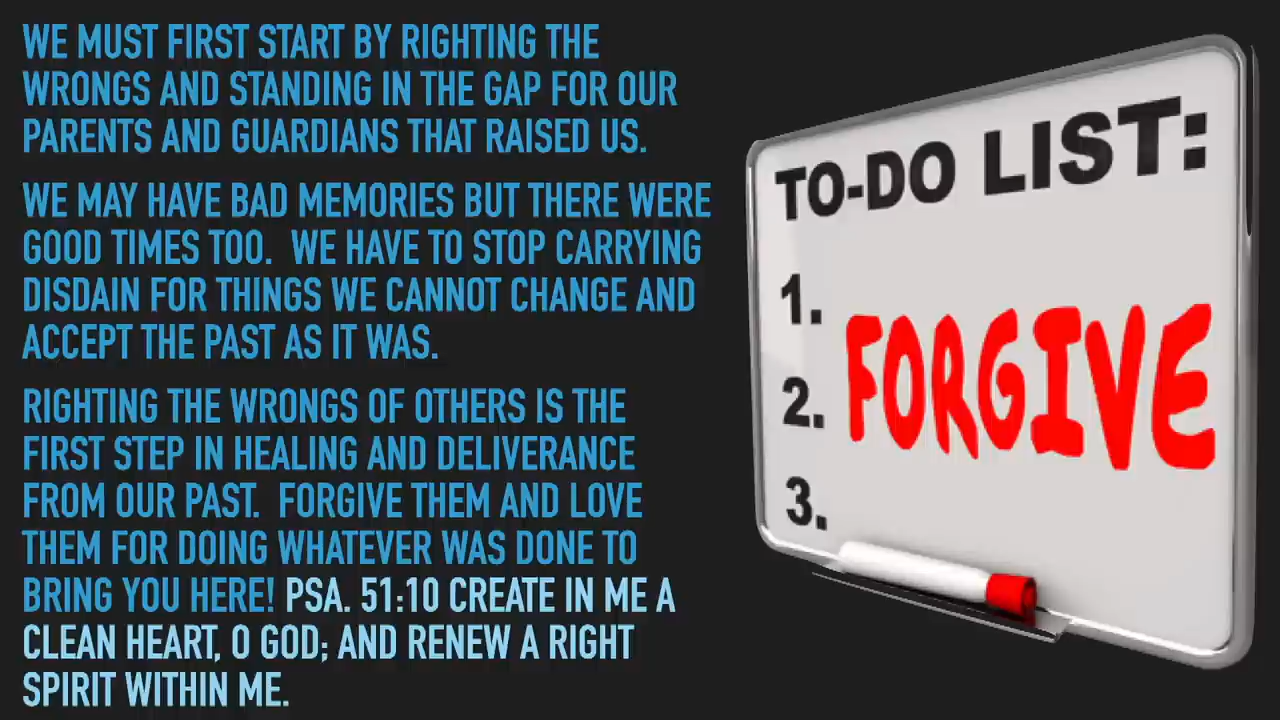 WE MUST FIRST START BY RIGHTING THE
WRONGS AND STANDING IN THE GAP FOR OUR
PARENTS AND GUARDIANS THAT RAISED US.
WE MAY HAVE BAD MEMORIES BUT THERE WERE
GOOD TIMES TOO.  WE HAVE TO STOP CARRYING
DISDAIN FOR THINGS WE CANNOT CHANGE AND
ACCEPT THE PAST AS IT WAS.
RIGHTING THE WRONGS OF OTHERS IS THE
FIRST STEP IN HEALING AND DELIVERANCE
FROM OUR PAST.  FORGIVE THEM AND LOVE
THEM FOR DOING WHATEVER WAS DONE TO
BRING YOU HERE! PSA. 51:10 CREATE IN ME A
CLEAN HEART, O GOD; AND RENEW A RIGHT
SPIRIT WITHIN ME.
TO-DO LIST:
1.
2. FORGIVE
3.